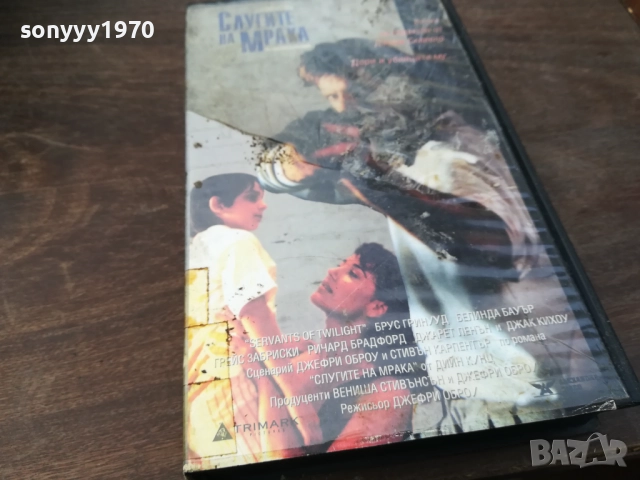 sonyyy1970
СЛУГИТЕ
НА МРАКА
"SERVANTS OF TWILIGHT" БРУС ГРИНУУД БЕЛИНДА БАУЪР
ГРЕЙС ЗАБРИСКИ РИЧАРД БРАДФОРД ДЖАРЕТ ЛЕНЪН и ДЖАК КИХОУ
Сценарий ДЖЕФРИ ОБРОУ и СТИВЪН КАРПЕНТЪР по романа
"СЛУГИТЕ НА МРАКА" от ДИЙН КУНЦ
Продуценти ВЕНИША СТИВЪНСЪН и ДЖЕФРИ ОБРОУ
Режисьор ДЖЕФРИ ОБРОУ
TRIMARK
BAZAR